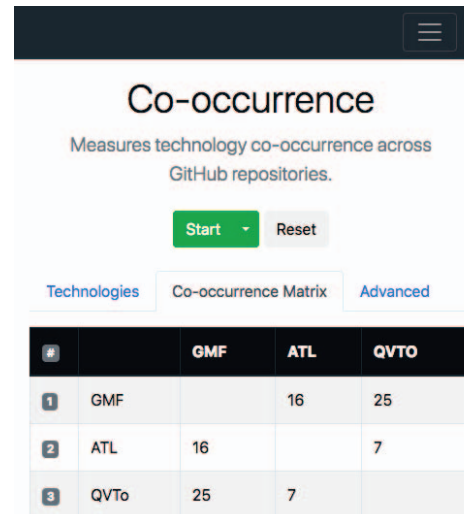 Co-occurrence
Measures technology co-occurrence across
GitHub repositories.
Start Reset
Technologies Co-occurrence Matrix Advanced
# GMF ATL QVTO
1 GMF 16 25
2 ATL 16 7
3 QVTo 25 7